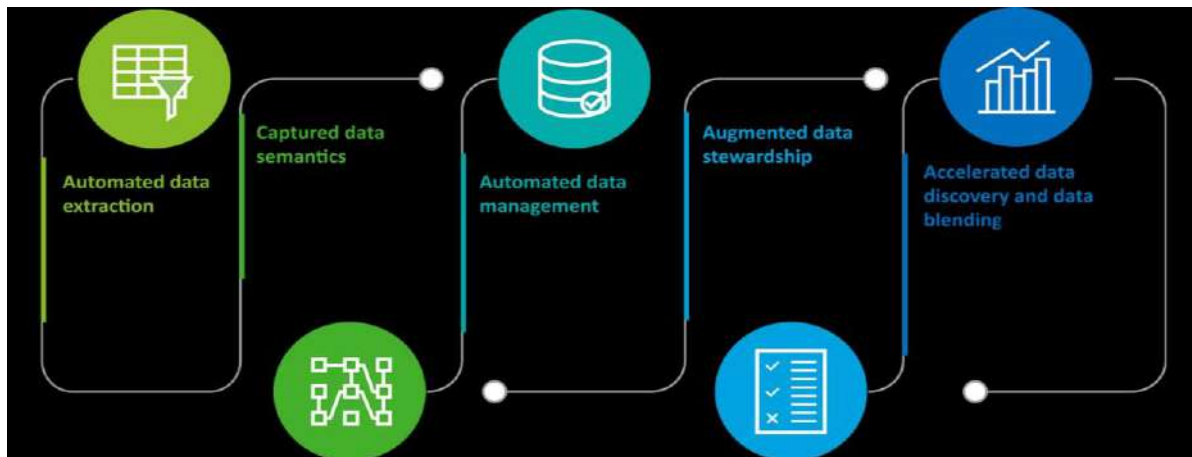 Automated data
extraction
Captured data
semantics
Automated data
management
Augmented data
stewardship
Accelerated data
discovery and data
blending